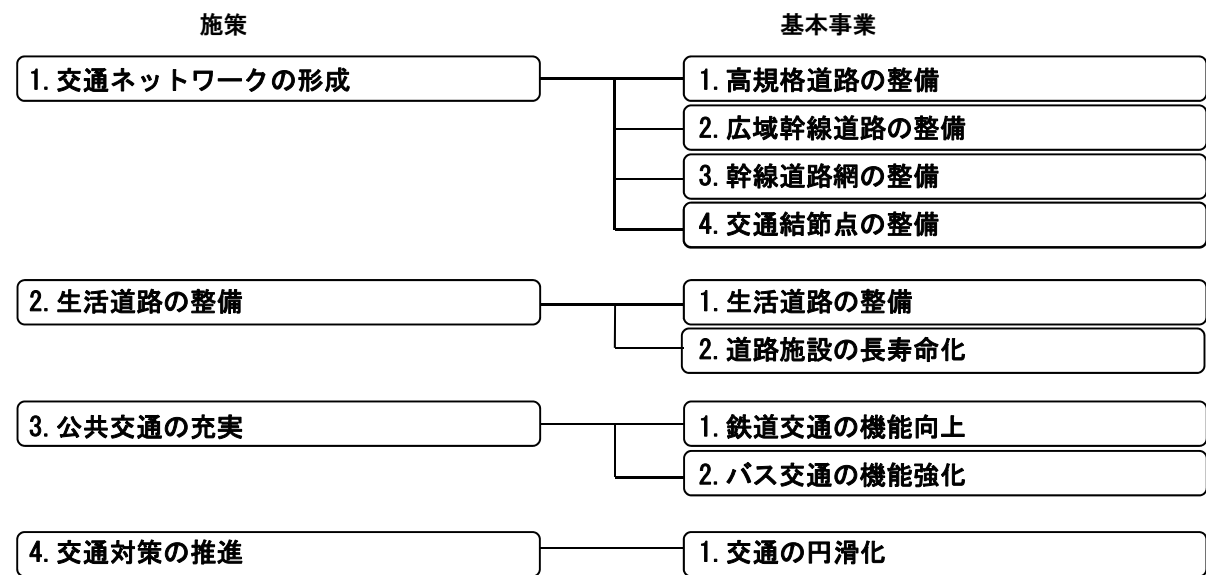 施策 基本事業
1. 交通ネットワークの形成 1. 高規格道路の整備
2. 広域幹線道路の整備
3. 幹線道路網の整備
4. 交通結節点の整備
2. 生活道路の整備 1. 生活道路の整備
2. 道路施設の長寿命化
3. 公共交通の充実 1. 鉄道交通の機能向上
2. バス交通の機能強化
4. 交通対策の推進 1. 交通の円滑化